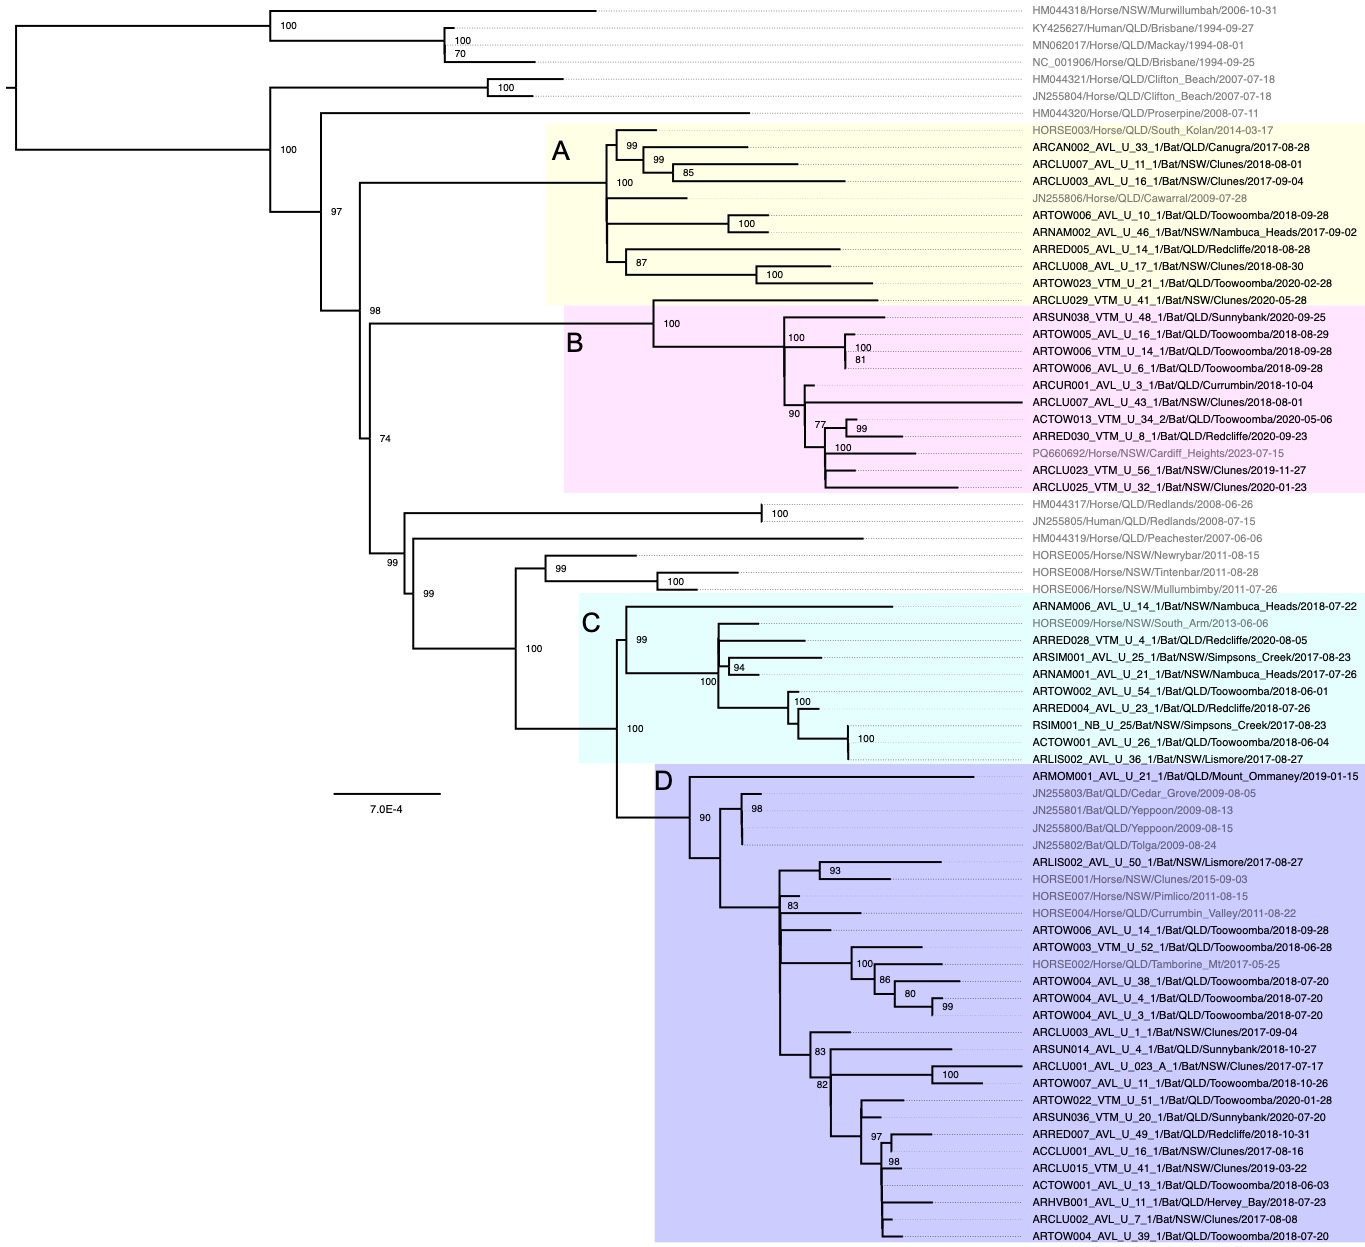 HM044318/Horse/NSW/Murwillumbah/2006-10-31
100
KY425627/Human/QLD/Brisbane/1994-09-27
100
MN062017/Horse/QLD/Mackay/1994-08-01
70
NC_001906/Horse/QLD/Brisbane/1994-09-25
HM044321/Horse/QLD/Clifton_Beach/2007-07-18
100
JN255804/Horse/QLD/Clifton_Beach/2007-07-18
HM044320/Horse/QLD/Proserpine/2008-07-11
HORSE003/Horse/QLD/South_Kolan/2014-03-17
A
99
ARCAN002_AVL_U_33_1/Bat/QLD/Canugra/2017-08-28
100
99
ARCLU007_AVL_U_11_1/Bat/NSW/Clunes/2018-08-01
85
ARCLU003_AVL_U_16_1/Bat/NSW/Clunes/2017-09-04
100
JN255806/Horse/QLD/Cawarral/2009-07-28
97
ARTOW006_AVL_U_10_1/Bat/QLD/Toowoomba/2018-09-28
100
ARNAM002_AVL_U_46_1/Bat/NSW/Nambuca_Heads/2017-09-02
ARRED005_AVL_U_14_1/Bat/QLD/Redcliffe/2018-08-28
87
ARCLU008_AVL_U_17_1/Bat/NSW/Clunes/2018-08-30
100
ARTOW023_VTM_U_21_1/Bat/QLD/Toowoomba/2020-02-28
ARCLU029_VTM_U_41_1/Bat/NSW/Clunes/2020-05-28
98
ARSUN038_VTM_U_48_1/Bat/QLD/Sunnybank/2020-09-25
100
ARTOW005_AVL_U_16_1/Bat/QLD/Toowoomba/2018-08-29
B
100
100
ARTOW006_VTM_U_14_1/Bat/QLD/Toowoomba/2018-09-28
81
ARTOW006_AVL_U_6_1/Bat/QLD/Toowoomba/2018-09-28
ARCUR001_AVL_U_3_1/Bat/QLD/Currumbin/2018-10-04
ARCLU007_AVL_U_43_1/Bat/NSW/Clunes/2018-08-01
90
ACTOW013_VTM_U_34_2/Bat/QLD/Toowoomba/2020-05-06
77
99
74
ARRED030_VTM_U_8_1/Bat/QLD/Redcliffe/2020-09-23
100
PQ660692/Horse/NSW/Cardiff_Heights/2023-07-15
ARCLU023_VTM_U_56_1/Bat/NSW/Clunes/2019-11-27
ARCLU025_VTM_U_32_1/Bat/NSW/Clunes/2020-01-23
HM044317/Horse/QLD/Redlands/2008-06-26
100
JN255805/Human/QLD/Redlands/2008-07-15
HM044319/Horse/QLD/Peachester/2007-06-06
HORSE005/Horse/NSW/Newrybar/2011-08-15
99
99
HORSE008/Horse/NSW/Tintenbar/2011-08-28
100
HORSE006/Horse/NSW/Mullumbimby/2011-07-26
99
ARNAM006_AVL_U_14_1/Bat/NSW/Nambuca_Heads/2018-07-22
C
HORSE009/Horse/NSW/South_Arm/2013-06-06
99
ARRED028_VTM_U_4_1/Bat/QLD/Redcliffe/2020-08-05
100
ARSIM001_AVL_U_25_1/Bat/NSW/Simpsons_Creek/2017-08-23
94
ARNAM001_AVL_U_21_1/Bat/NSW/Nambuca_Heads/2017-07-26
100
ARTOW002_AVL_U_54_1/Bat/QLD/Toowoomba/2018-06-01
100
ARRED004_AVL_U_23_1/Bat/QLD/Redcliffe/2018-07-26
RSIM001_NB_U_25/Bat/NSW/Simpsons_Creek/2017-08-23
100
100
ACTOW001_AVL_U_26_1/Bat/QLD/Toowoomba/2018-06-04
ARLIS002_AVL_U_36_1/Bat/NSW/Lismore/2017-08-27
D
ARMOM001_AVL_U_21_1/Bat/QLD/Mount_Ommaney/2019-01-15
JN255803/Bat/QLD/Cedar_Grove/2009-08-05
7.0E-4
98
JN255801/Bat/QLD/Yeppoon/2009-08-13
90
JN255800/Bat/QLD/Yeppoon/2009-08-15
JN255802/Bat/QLD/Tolga/2009-08-24
ARLIS002_AVL_U_50_1/Bat/NSW/Lismore/2017-08-27
93
HORSE001/Horse/NSW/Clunes/2015-09-03
HORSE007/Horse/NSW/Pimlico/2011-08-15
83
HORSE004/Horse/QLD/Currumbin_Valley/2011-08-22
ARTOW006_AVL_U_14_1/Bat/QLD/Toowoomba/2018-09-28
ARTOW003_VTM_U_52_1/Bat/QLD/Toowoomba/2018-06-28
100
HORSE002/Horse/QLD/Tamborine_Mt/2017-05-25
86
ARTOW004_AVL_U_38_1/Bat/QLD/Toowoomba/2018-07-20
80
ARTOW004_AVL_U_4_1/Bat/QLD/Toowoomba/2018-07-20
99
ARTOW004_AVL_U_3_1/Bat/QLD/Toowoomba/2018-07-20
ARCLU003_AVL_U_1_1/Bat/NSW/Clunes/2017-09-04
83
ARSUN014_AVL_U_4_1/Bat/QLD/Sunnybank/2018-10-27
ARCLU001_AVL_U_023_A_1/Bat/NSW/Clunes/2017-07-17
100
82
ARTOW007_AVL_U_11_1/Bat/QLD/Toowoomba/2018-10-26
ARTOW022_VTM_U_51_1/Bat/QLD/Toowoomba/2020-01-28
ARSUN036_VTM_U_20_1/Bat/QLD/Sunnybank/2020-07-20
97
ARRED007_AVL_U_49_1/Bat/QLD/Redcliffe/2018-10-31
ACCLU001_AVL_U_16_1/Bat/NSW/Clunes/2017-08-16
98
ARCLU015_VTM_U_41_1/Bat/NSW/Clunes/2019-03-22
ACTOW001_AVL_U_13_1/Bat/QLD/Toowoomba/2018-06-03
ARHVB001_AVL_U_11_1/Bat/QLD/Hervey_Bay/2018-07-23
ARCLU002_AVL_U_7_1/Bat/NSW/Clunes/2017-08-08
ARTOW004_AVL_U_39_1/Bat/QLD/Toowoomba/2018-07-20